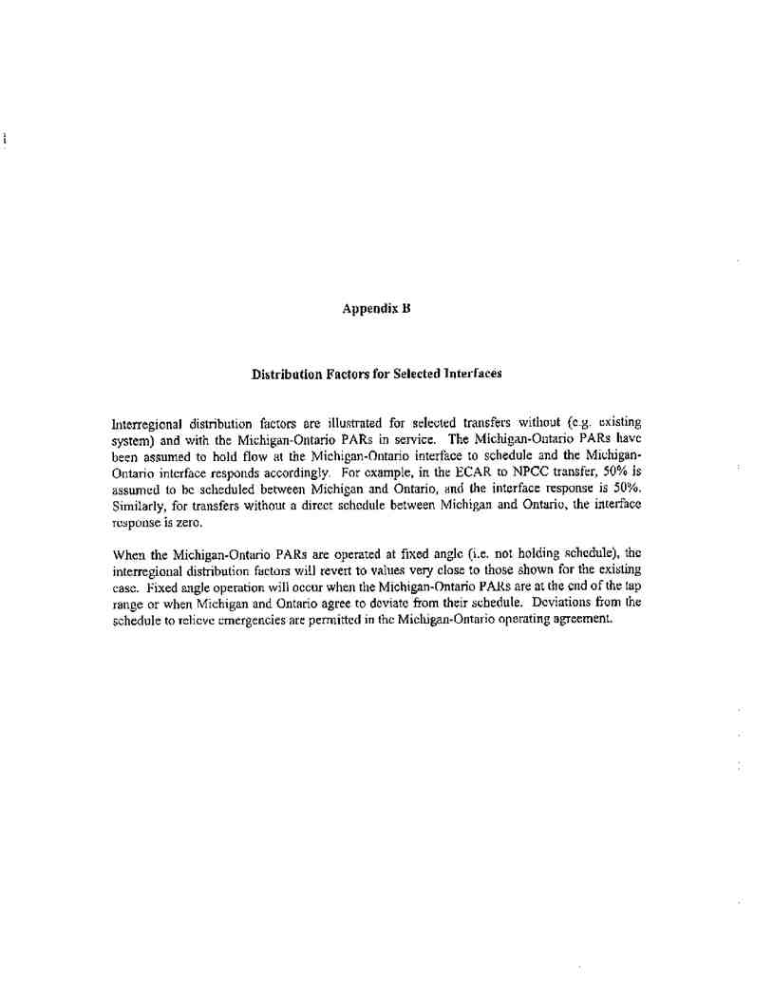 Appendix B
Distribution Factors for Selected Interfaces
Interregional distribution factors are illustrated for selected transfers without (e.g. existing
system) and with the Michigan-Ontario PARs in service. The Michigan-Ontario PARs have
been assumed to hold flow at the Michigan-Ontario interface to schedule and the Michigan-
Ontario interface responds accordingly. For example, in the ECAR to NPCC transfer, 50% is
assumed to be scheduled between Michigan and Ontario, and the interface response is 50%.
Similarly, for transfers without a direct schedule between Michigan and Ontario, the interface
response is zero.
When the Michigan-Ontario PARs are operated at fixed angle (i.e. not holding schedule), the
interregional distribution factors will revert to values very close to those shown for the existing
case. Fixed angle operation will occur when the Michigan-Ontario PARs are at the end of the tap
range or when Michigan and Ontario agree to deviate from their schedule. Deviations from the
schedule to relieve emergencies are permitted in the Michigan-Ontario operating agreement.